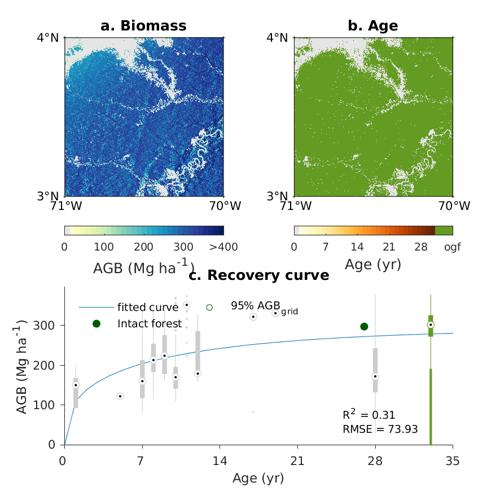 a. Biomass
b. Age
4°N
3°N
71°W
70°W
4°N
3°N
71°W
70°W
0 100 200 300 >400
AGB (Mg ha⁻¹)
0 7 14 21 28 ogf
Age (yr)
c. Recovery curve
fitted curve
95% AGB_grid
Intact forest
AGB (Mg ha⁻¹)
300
200
100
0
R² = 0.31
RMSE = 73.93
0 7 14 21 28 35
Age (yr)